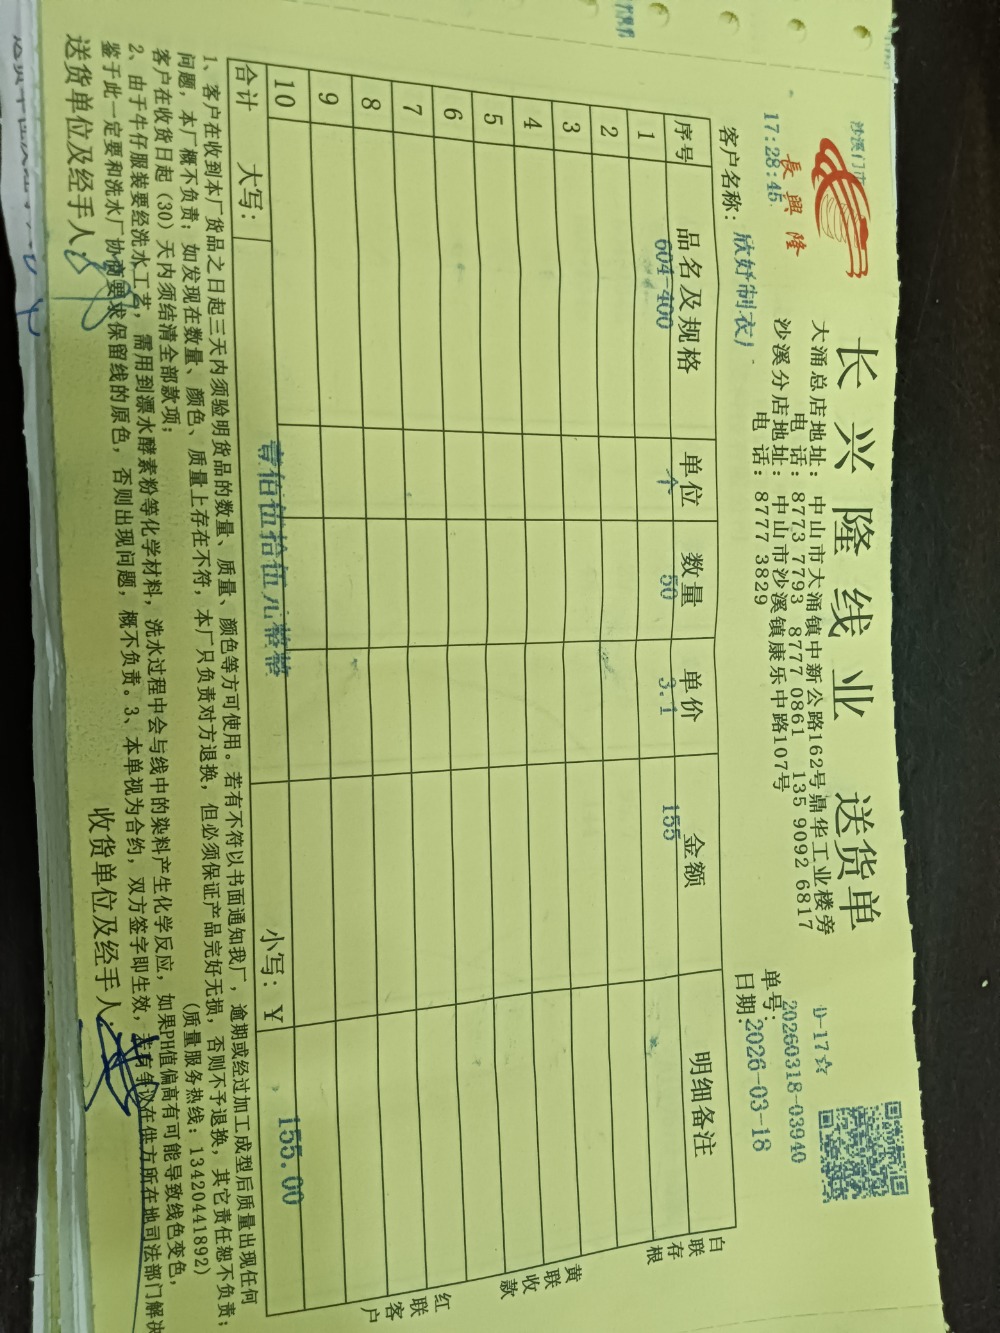 长兴隆线业 送货单
沙溪门市
長興隆
17:28:45
大涌总店地址：中山市大涌镇中新公路162号鼎华工业楼旁
电 话：8773 7793 8777 0861 135 9092 6817
沙溪分店地址：中山市沙溪镇康乐中路107号
电 话：8777 3829
D-17☆
单号：20260318-03940
日期：2026-03-18
客户名称：欣妤制衣厂
序号 品名及规格 单位 数量 单价 金额 明细备注
1 604-400 个 50 3.1 155
2
3
4
5
6
7
8
9
10
合计 大写：壹佰伍拾伍元整整 小写：￥ 155.00
白联存根
黄联收款
红联客户
1、客户在收到本厂货品之日起三天内须验明货品的数量、质量、颜色等方可使用。若有不符以书面通知我厂，逾期或经过加工成型后质量出现任何
问题，本厂概不负责；如发现在数量、颜色、质量上存在不符，本厂只负责对方退换，但必须保证产品完好无损，否则不予退换，其它责任恕不负责；
客户在收货日起（30）天内须结清全部款项； （质量服务热线：13420441892）
2、由于牛仔服装要经洗水工艺，需用到漂水酵素粉等化学材料，洗水过程中会与线中的染料产生化学反应，如果PH值偏高有可能导致线色变色，
鉴于此一定要和洗水厂协商要求保留线的原色，否则出现问题，概不负责。3、本单视为合约，双方签字即生效，若有争议在供方所在地司法部门解决
送货单位及经手人： 收货单位及经手人：